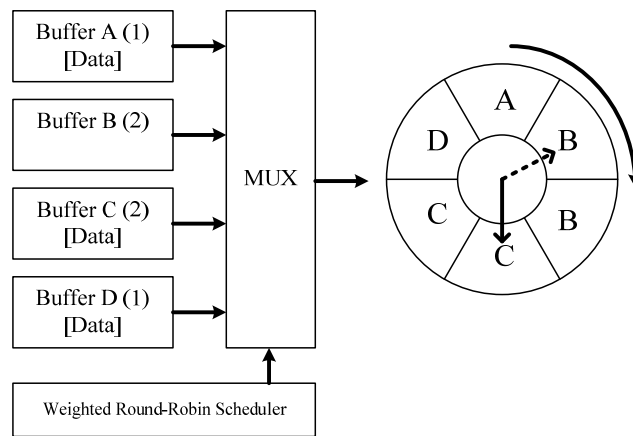 Buffer A (1)
[Data]
Buffer B (2)
Buffer C (2)
[Data]
Buffer D (1)
[Data]
MUX
Weighted Round-Robin Scheduler
A
B
B
C
C
D